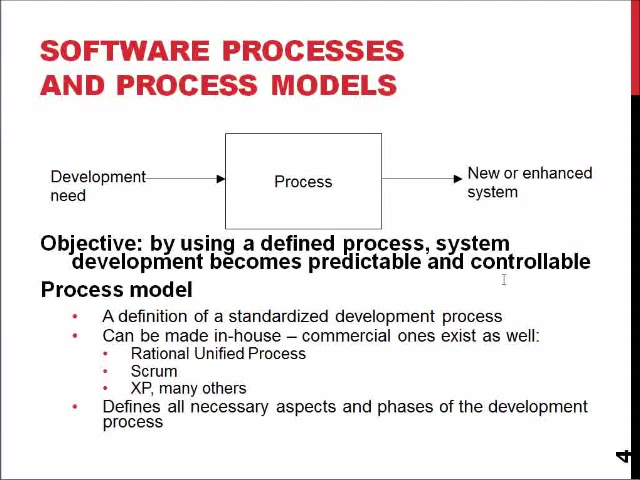 SOFTWARE PROCESSES
AND PROCESS MODELS
Development
need
Process
New or enhanced
system
Objective: by using a defined process, system
development becomes predictable and controllable
Process model
• A definition of a standardized development process
• Can be made in-house – commercial ones exist as well:
• Rational Unified Process
• Scrum
• XP, many others
• Defines all necessary aspects and phases of the development
process
4